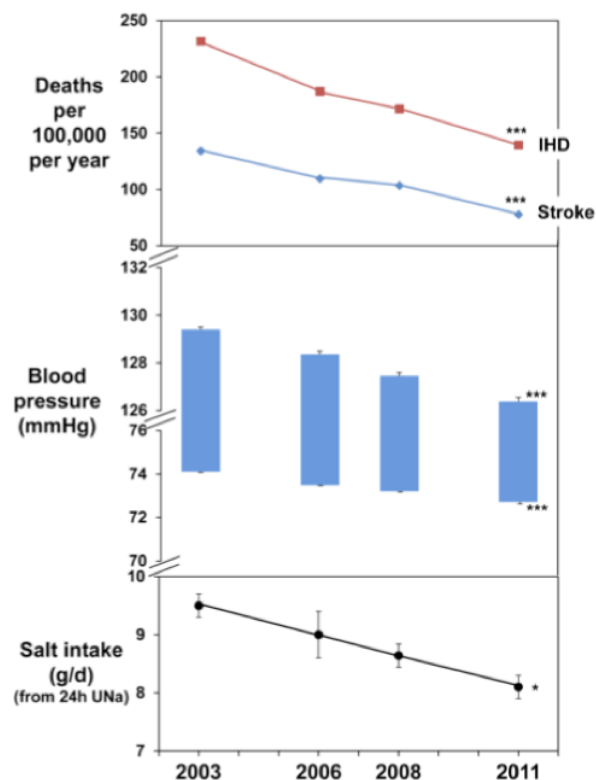 250
200
150
100
50
Deaths
per
100,000
per year
***
IHD
***
Stroke
132
130
128
126
76
74
72
70
Blood
pressure
(mmHg)
***
***
10
9
8
7
Salt intake
(g/d)
(from 24h UNa)
*
2003 2006 2008 2011